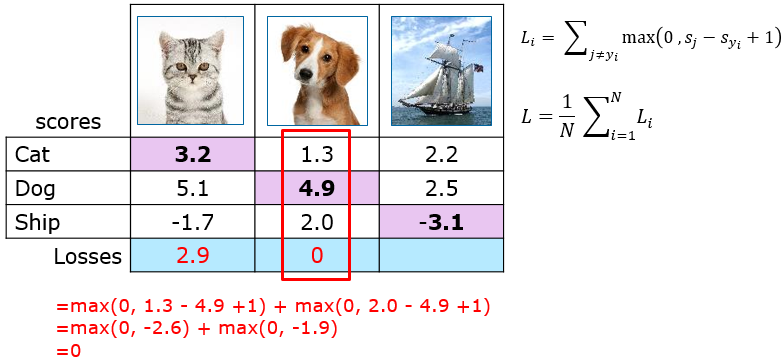 scores
Cat 3.2 1.3 2.2
Dog 5.1 4.9 2.5
Ship -1.7 2.0 -3.1
Losses 2.9 0
=max(0, 1.3 - 4.9 +1) + max(0, 2.0 - 4.9 +1)
=max(0, -2.6) + max(0, -1.9)
=0
L_i = ∑_{j≠y_i} max(0 , s_j − s_{y_i} + 1)
L = \frac{1}{N} ∑_{i=1}^{N} L_i